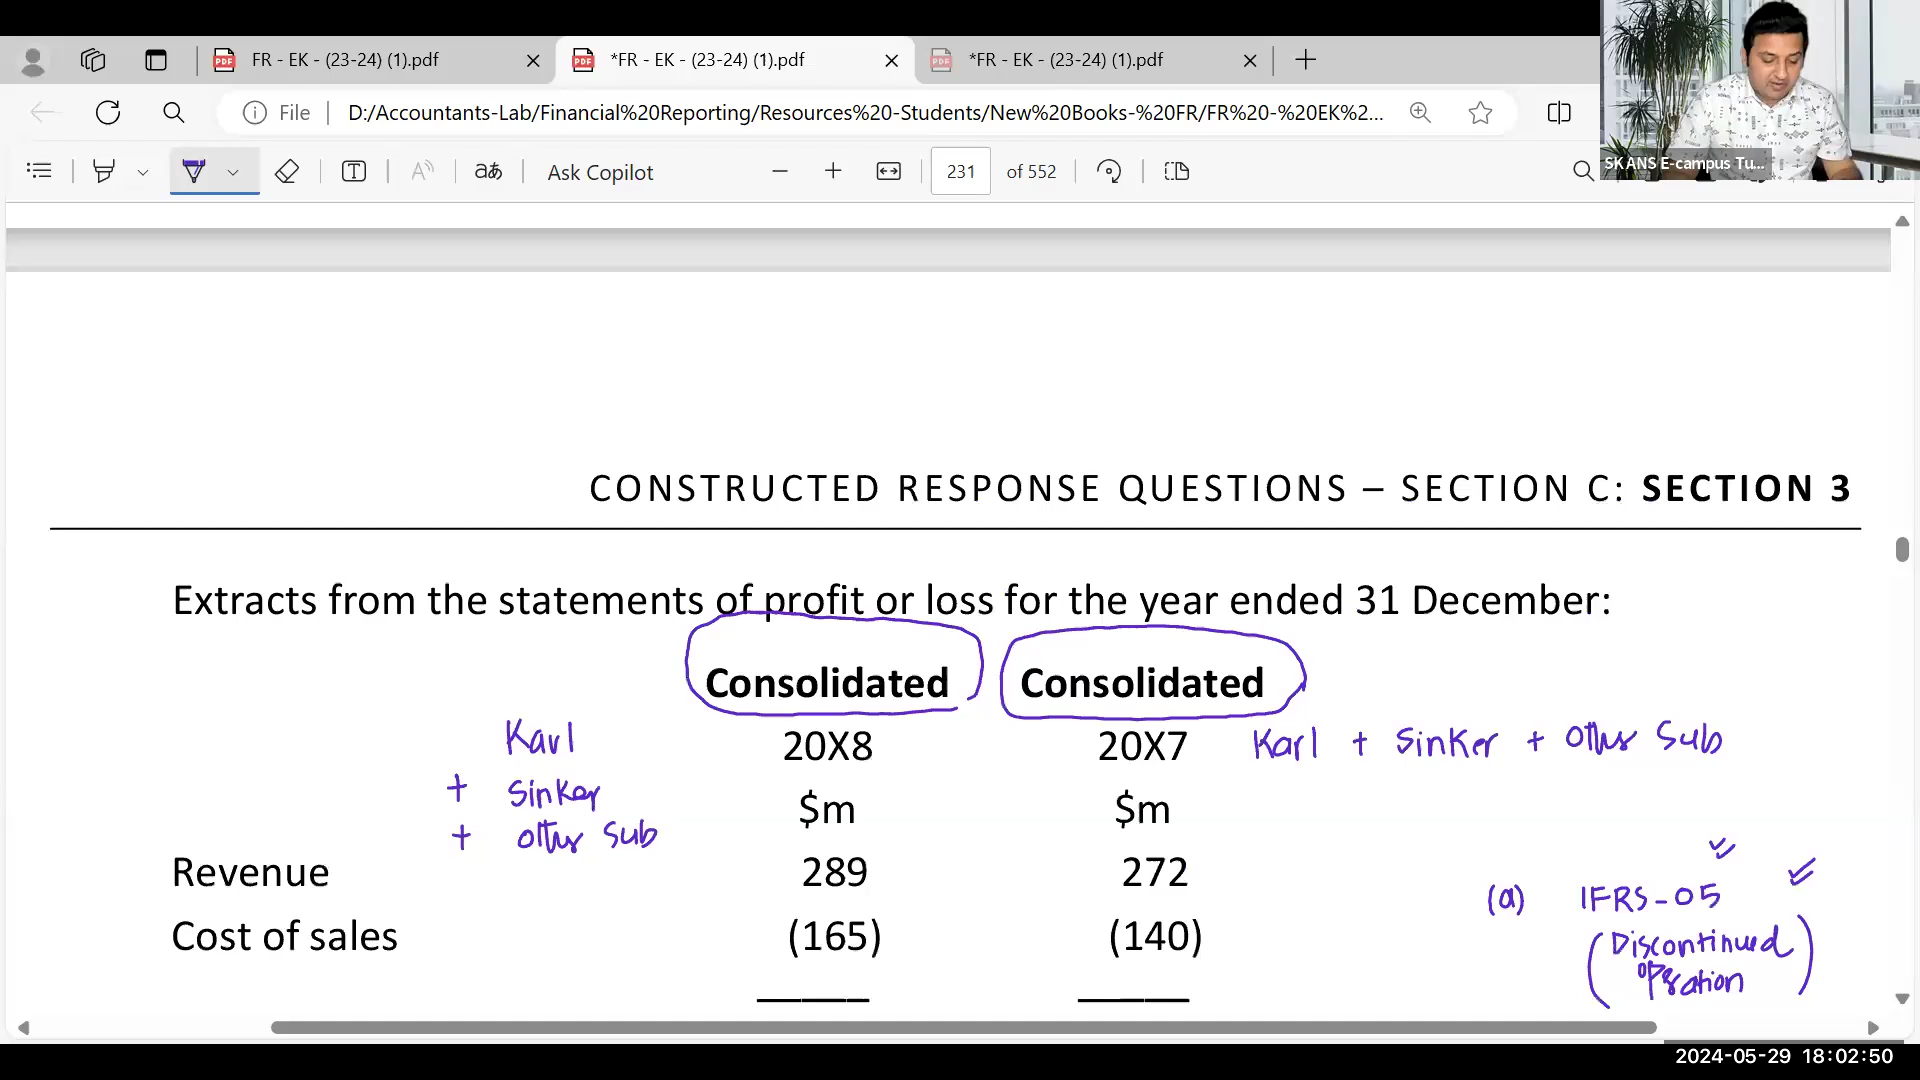 FR - EK - (23-24) (1).pdf
*FR - EK - (23-24) (1).pdf
*FR - EK - (23-24) (1).pdf
File
D:/Accountants-Lab/Financial%20Reporting/Resources%20-Students/New%20Books-%20FR/FR%20-%20EK%2...
SKANS E-campus Tu...
Ask Copilot
231 of 552
CONSTRUCTED RESPONSE QUESTIONS – SECTION C: SECTION 3
Extracts from the statements of profit or loss for the year ended 31 December:
Consolidated Consolidated
Karl 20X8 20X7 Karl + Sinker + Other Sub
+ Sinker $m $m
+ Other Sub
Revenue 289 272
(a) IFRS-05
Cost of sales (165) (140)
(Discontinued
Operation)
2024-05-29 18:02:50